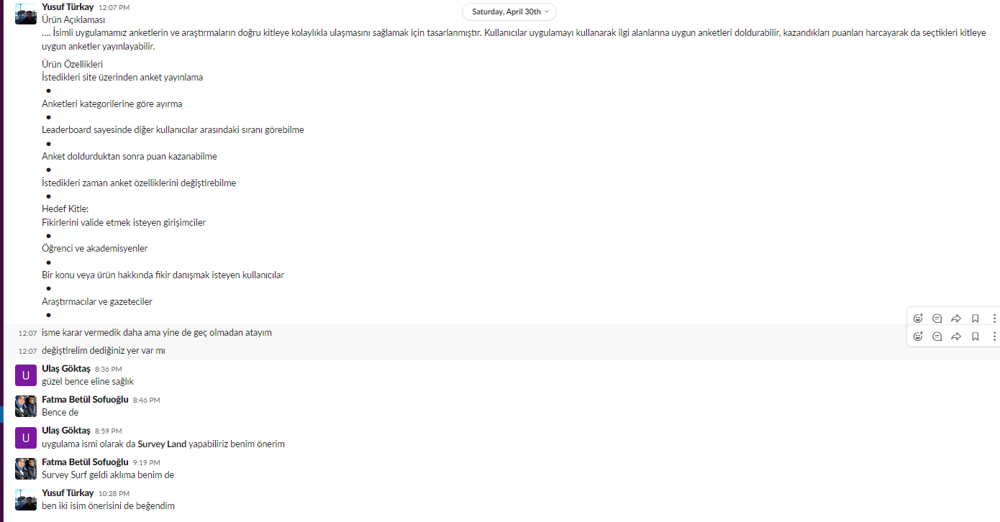 Saturday, April 30th
Yusuf Türkay 12:07 PM
Ürün Açıklaması
.... İsimli uygulamamız anketlerin ve araştırmaların doğru kitleye kolaylıkla ulaşmasını sağlamak için tasarlanmıştır. Kullanıcılar uygulamayı kullanarak ilgi alanlarına uygun anketleri doldurabilir, kazandıkları puanları harcayarak da seçtikleri kitleye
uygun anketler yayınlayabilir.
Ürün Özellikleri
İstedikleri site üzerinden anket yayınlama
•
Anketleri kategorilerine göre ayırma
•
Leaderboard sayesinde diğer kullanıcılar arasındaki sıranı görebilme
•
Anket doldurduktan sonra puan kazanabilme
•
İstedikleri zaman anket özelliklerini değiştirebilme
•
Hedef Kitle:
Fikirlerini valide etmek isteyen girişimciler
•
Öğrenci ve akademisyenler
•
Bir konu veya ürün hakkında fikir danışmak isteyen kullanıcılar
•
Araştırmacılar ve gazeteciler
•
12:07 isme karar vermedik daha ama yine de geç olmadan atayım
12:07 değiştirelim dediğiniz yer var mı
U
Ulaş Göktaş 8:36 PM
güzel bence eline sağlık
Fatma Betül Sofuoğlu 8:46 PM
Bence de
U
Ulaş Göktaş 8:59 PM
uygulama ismi olarak da Survey Land yapabiliriz benim önerim
Fatma Betül Sofuoğlu 9:19 PM
Survey Surf geldi aklıma benim de
Yusuf Türkay 10:28 PM
ben iki isim önerisini de beğendim